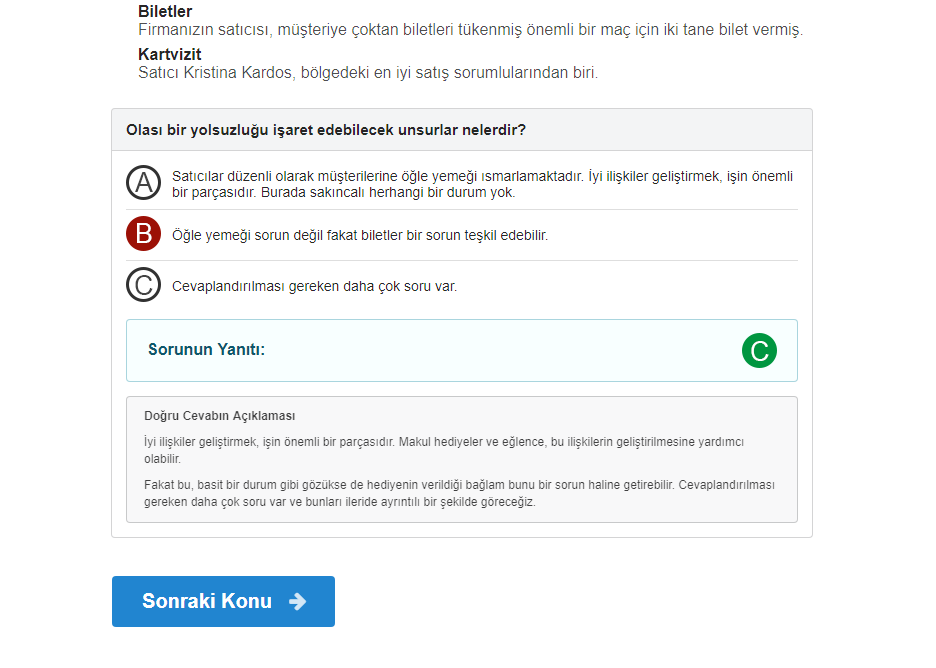 Biletler
Firmanızın satıcısı, müşteriye çoktan biletleri tükenmiş önemli bir maç için iki tane bilet vermiş.
Kartvizit
Satıcı Kristina Kardos, bölgedeki en iyi satış sorumlularından biri.
Olası bir yolsuzluğu işaret edebilecek unsurlar nelerdir?
A
Satıcılar düzenli olarak müşterilerine öğle yemeği ısmarlamaktadır. İyi ilişkiler geliştirmek, işin önemli
bir parçasıdır. Burada sakıncalı herhangi bir durum yok.
B
Öğle yemeği sorun değil fakat biletler bir sorun teşkil edebilir.
C
Cevaplandırılması gereken daha çok soru var.
Sorunun Yanıtı:
C
Doğru Cevabın Açıklaması
İyi ilişkiler geliştirmek, işin önemli bir parçasıdır. Makul hediyeler ve eğlence, bu ilişkilerin geliştirilmesine yardımcı
olabilir.
Fakat bu, basit bir durum gibi gözükse de hediyenin verildiği bağlam bunu bir sorun haline getirebilir. Cevaplandırılması
gereken daha çok soru var ve bunları ileride ayrıntılı bir şekilde göreceğiz.
Sonraki Konu